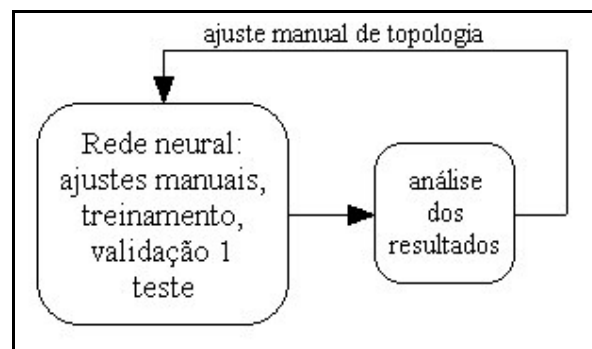 ajuste manual de topologia
Rede neural:
ajustes manuais,
treinamento,
validação 1
teste
análise
dos
resultados